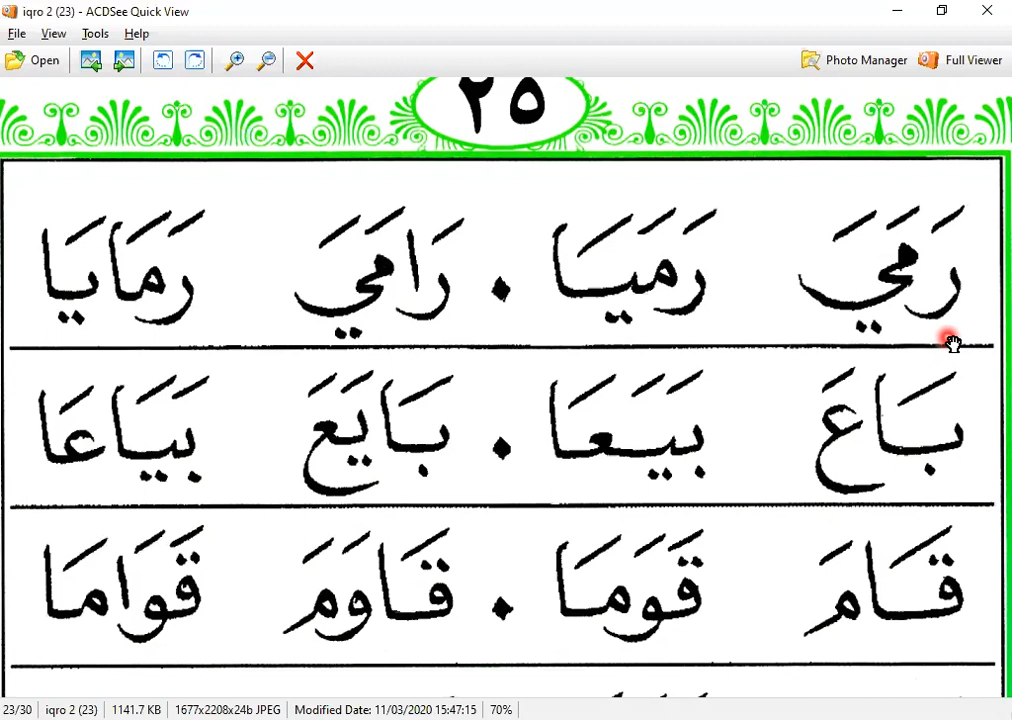 iqro 2 (23) - ACDSee Quick View
File View Tools Help
Open Photo Manager Full Viewer
٢٥
رَمَيَ رَمَيَا . رَامَيَ رَمَايَا
بَاعَ بَيَعَا . بَايَعَ بَيَاعَا
قَامَ قَوَمَا . قَاوَمَ قَوَامَا
23/30 iqro 2 (23) 1141.7 KB 1677x2208x24b JPEG Modified Date: 11/03/2020 15:47:15 70%